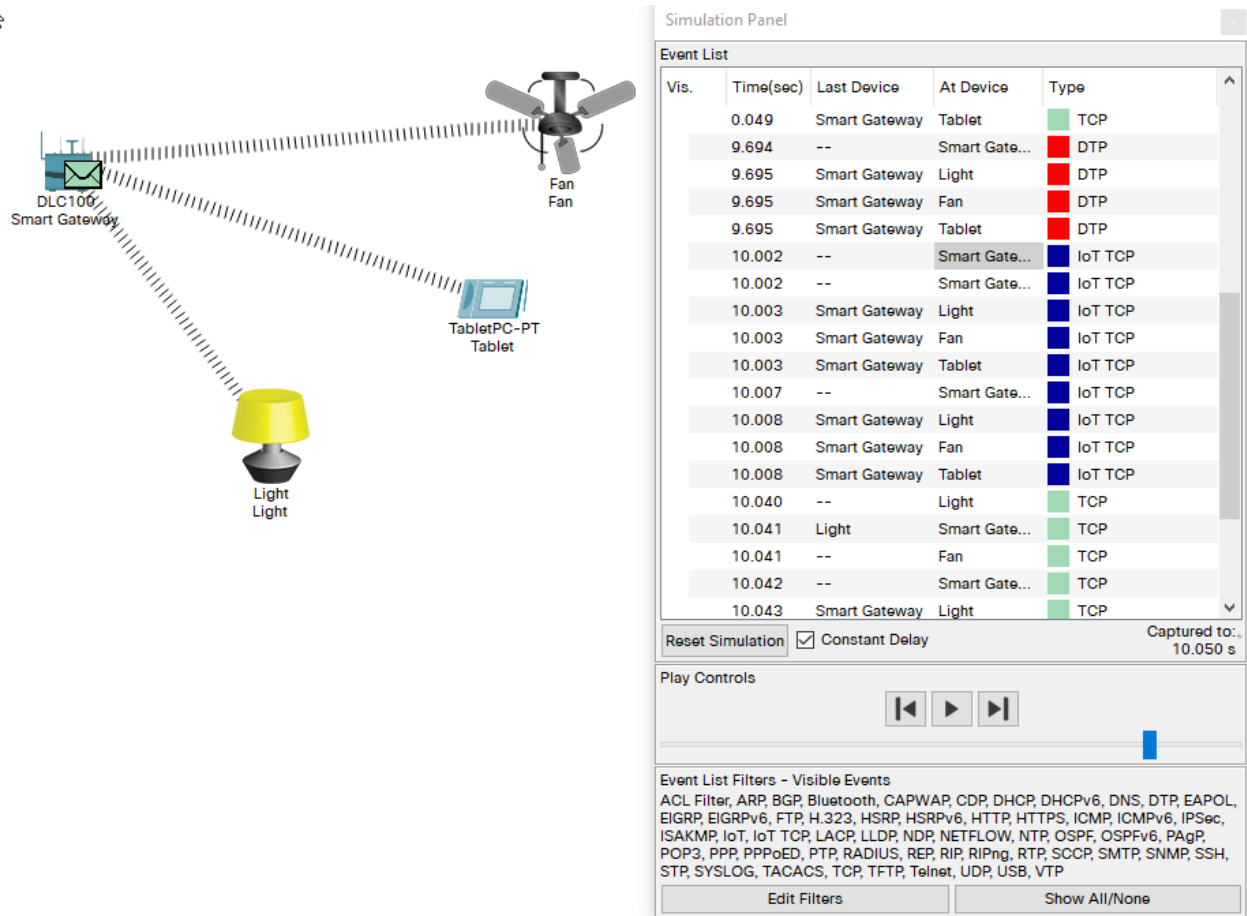 Simulation Panel
x
Event List
Vis. Time(sec) Last Device At Device Type
0.049 Smart Gateway Tablet TCP
9.694 -- Smart Gate... DTP
9.695 Smart Gateway Light DTP
9.695 Smart Gateway Fan DTP
9.695 Smart Gateway Tablet DTP
10.002 -- Smart Gate... IoT TCP
10.002 -- Smart Gate... IoT TCP
10.003 Smart Gateway Light IoT TCP
10.003 Smart Gateway Fan IoT TCP
10.003 Smart Gateway Tablet IoT TCP
10.007 -- Smart Gate... IoT TCP
10.008 Smart Gateway Light IoT TCP
10.008 Smart Gateway Fan IoT TCP
10.008 Smart Gateway Tablet IoT TCP
10.040 -- Light TCP
10.041 Light Smart Gate... TCP
10.041 -- Fan TCP
10.042 -- Smart Gate... TCP
10.043 Smart Gateway Light TCP
Reset Simulation Constant Delay
Captured to:
10.050 s
Play Controls
Event List Filters - Visible Events
ACL Filter, ARP, BGP, Bluetooth, CAPWAP, CDP, DHCP, DHCPv6, DNS, DTP, EAPOL,
EIGRP, EIGRPv6, FTP, H.323, HSRP, HSRPv6, HTTP, HTTPS, ICMP, ICMPv6, IPSec,
ISAKMP, IoT, IoT TCP, LACP, LLDP, NDP, NETFLOW, NTP, OSPF, OSPFv6, PAgP,
POP3, PPP, PPPoED, PTP, RADIUS, REP, RIP, RIPng, RTP, SCCP, SMTP, SNMP, SSH,
STP, SYSLOG, TACACS, TCP, TFTP, Telnet, UDP, USB, VTP
Edit Filters Show All/None
Fan
Fan
DLC100
Smart Gateway
TabletPC-PT
Tablet
Light
Light